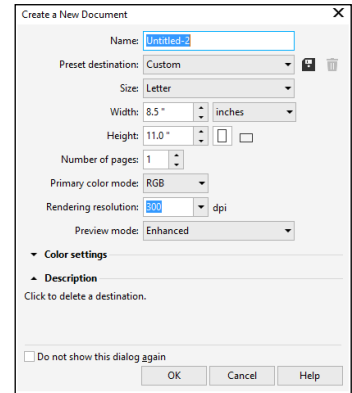 Create a New Document
Name: Untitled-2
Preset destination: Custom
Size: Letter
Width: 8.5 " inches
Height: 11.0 "
Number of pages: 1
Primary color mode: RGB
Rendering resolution: 300 dpi
Preview mode: Enhanced
Color settings
Description
Click to delete a destination.
Do not show this dialog again
OK Cancel Help